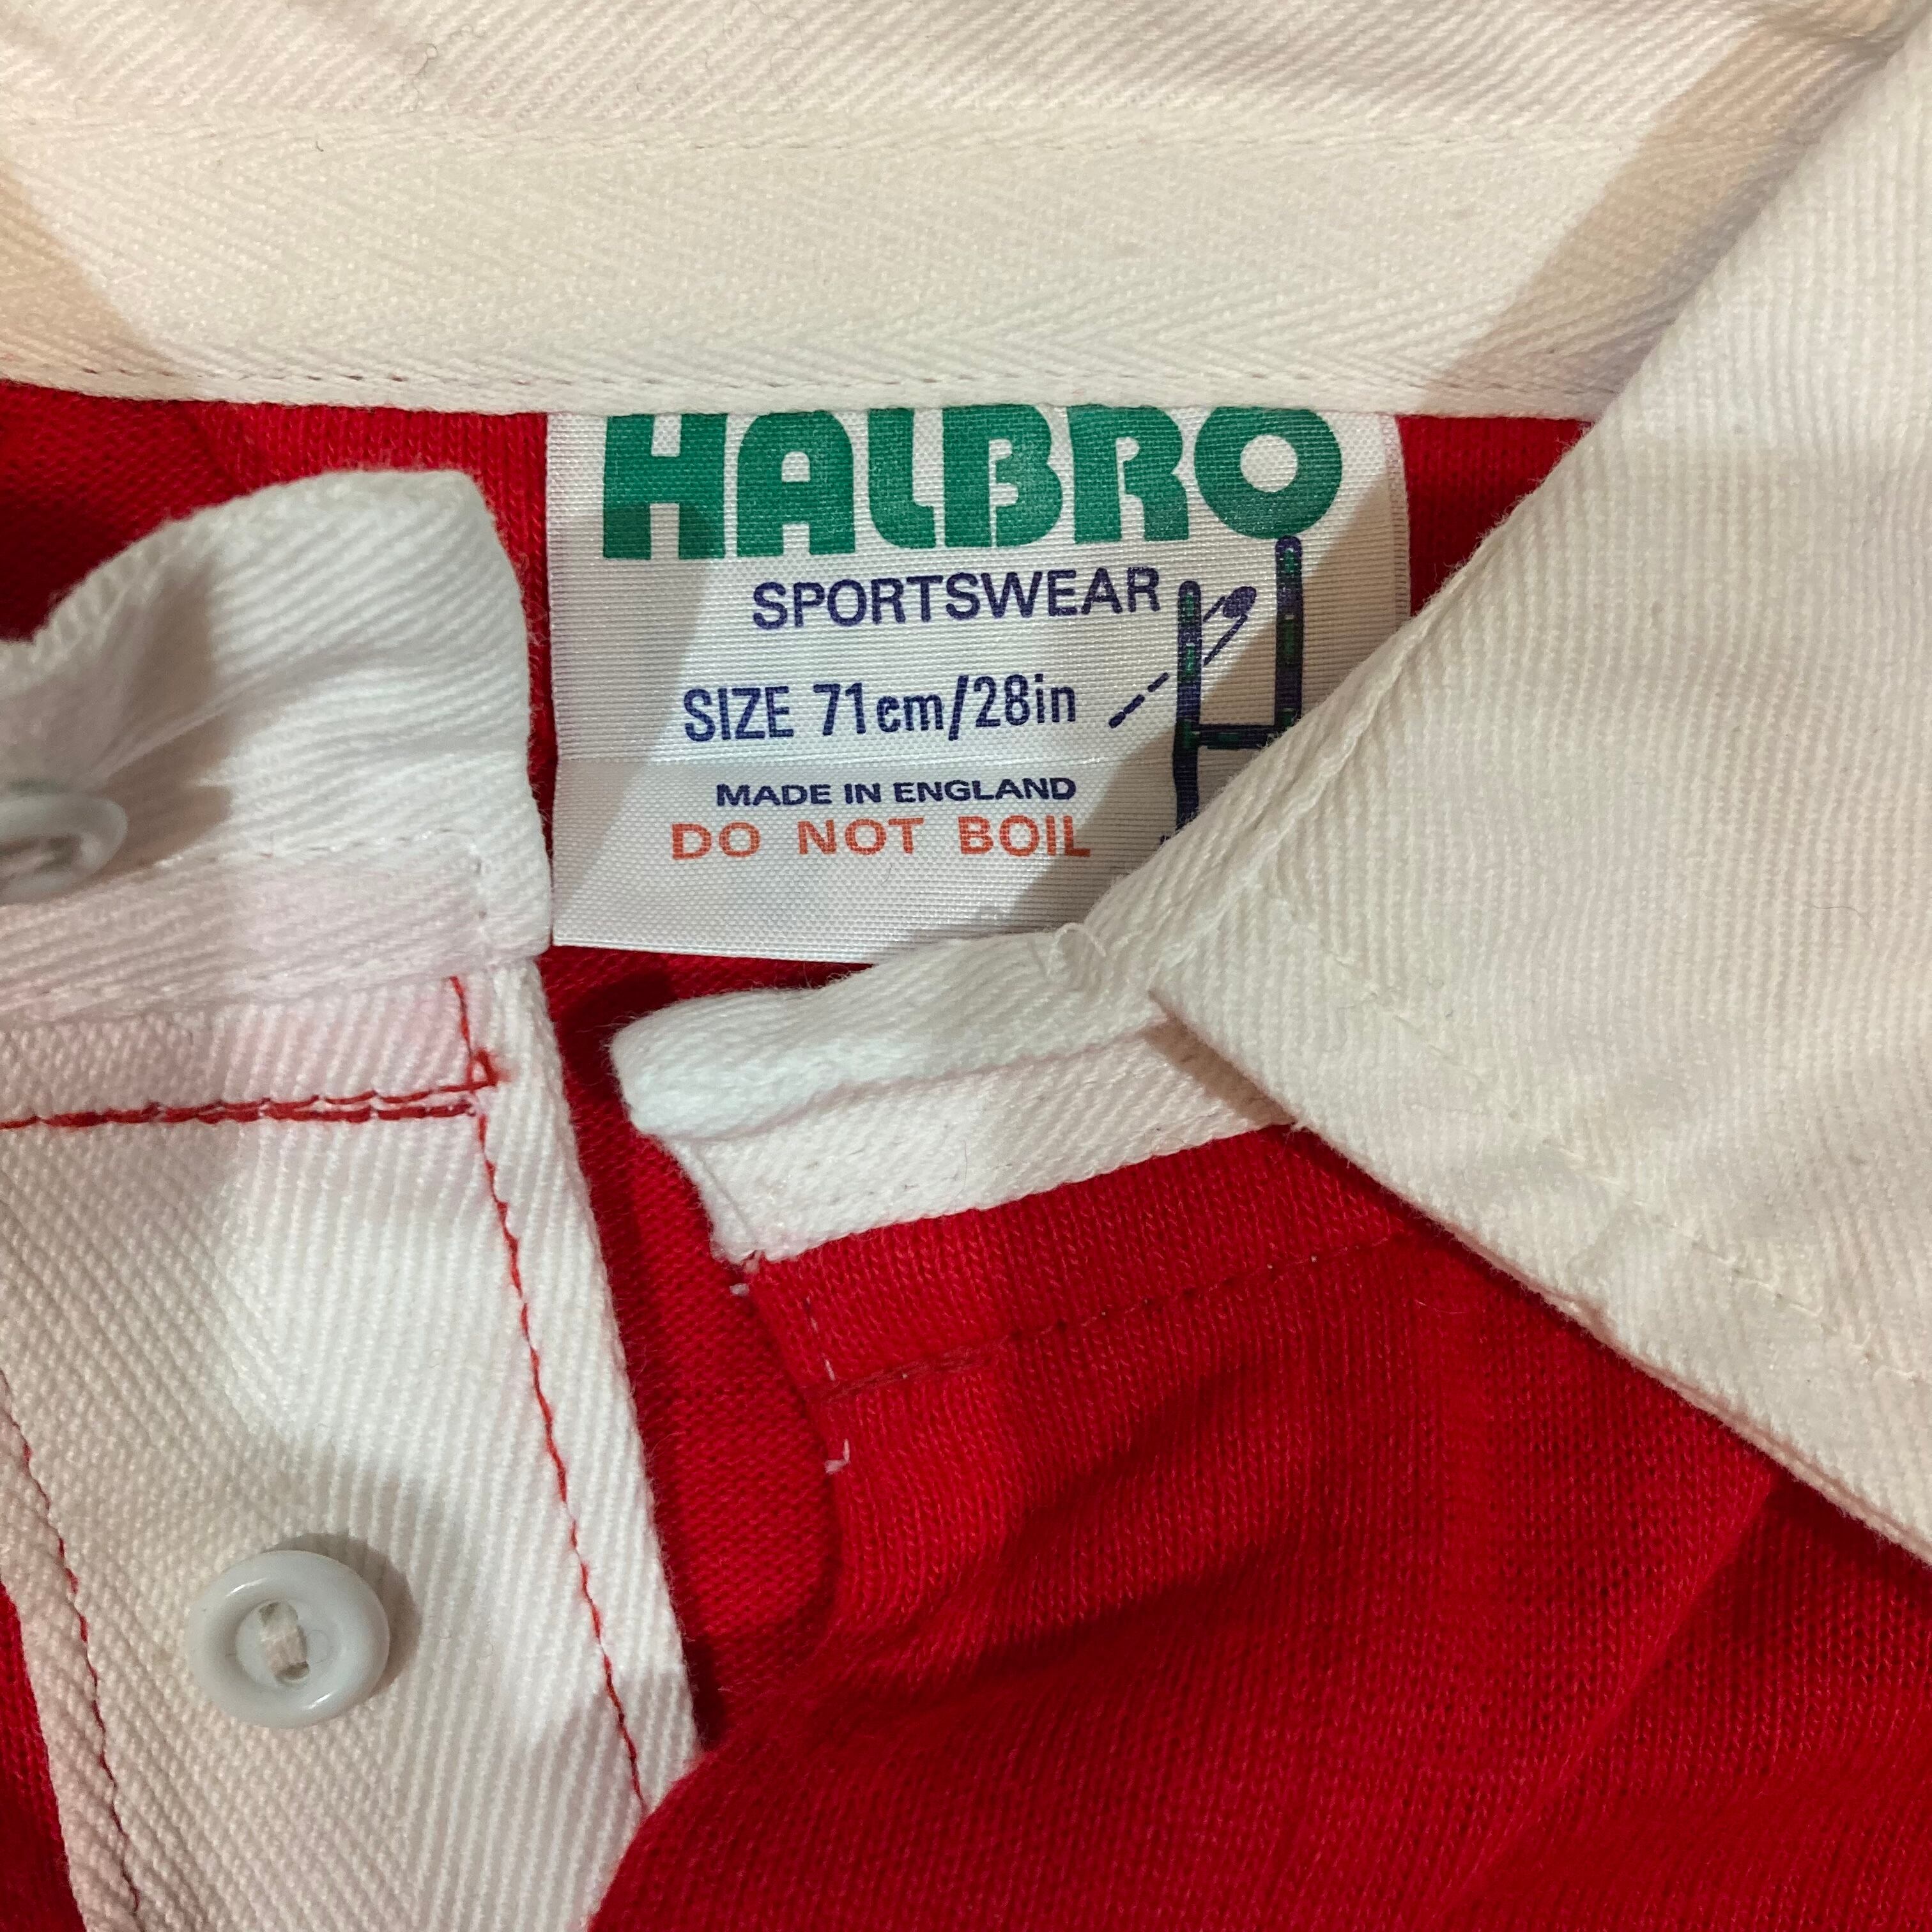 HALBRO
SPORTSWEAR
SIZE 71cm/28in
MADE IN ENGLAND
DO NOT BOIL